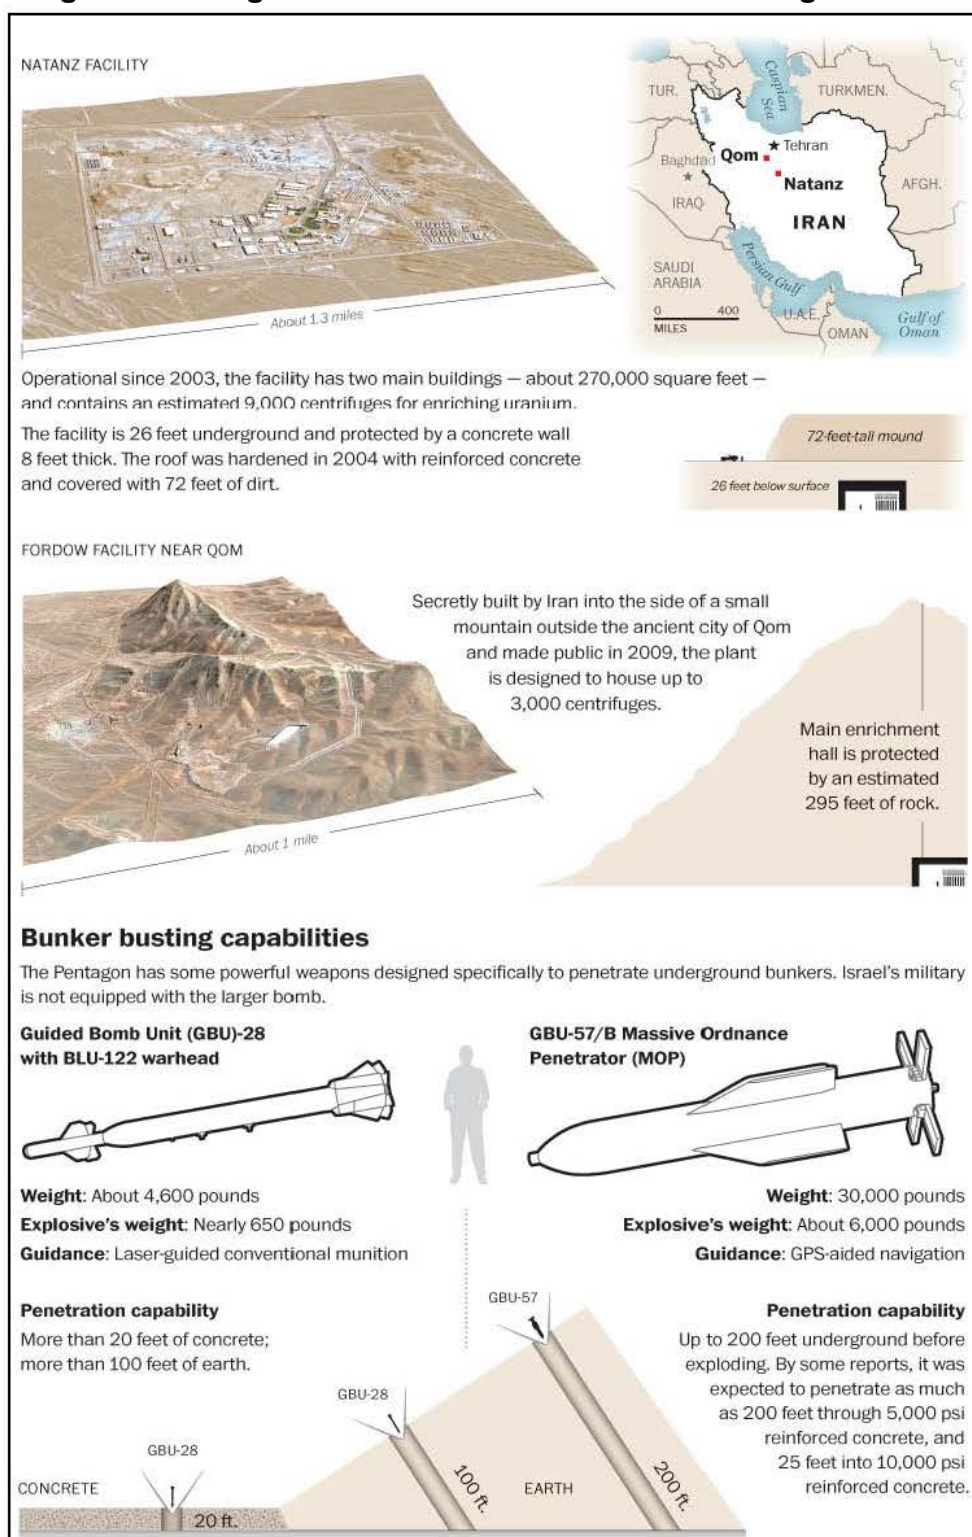 NATANZ FACILITY
About 1.3 miles
TUR.
Caspian
Sea
TURKMEN.
Tehran
Qom
Baghdad
Natanz
AFGH.
IRAQ
IRAN
SAUDI
ARABIA
Persian Gulf
0 400
MILES
U.A.E.
OMAN
Gulf of
Oman
Operational since 2003, the facility has two main buildings — about 270,000 square feet —
and contains an estimated 9,000 centrifuges for enriching uranium.
The facility is 26 feet underground and protected by a concrete wall
8 feet thick. The roof was hardened in 2004 with reinforced concrete
and covered with 72 feet of dirt.
72-feet-tall mound
26 feet below surface
FORDOW FACILITY NEAR QOM
Secretly built by Iran into the side of a small
mountain outside the ancient city of Qom
and made public in 2009, the plant
is designed to house up to
3,000 centrifuges.
Main enrichment
hall is protected
by an estimated
295 feet of rock.
About 1 mile
Bunker busting capabilities
The Pentagon has some powerful weapons designed specifically to penetrate underground bunkers. Israel's military
is not equipped with the larger bomb.
Guided Bomb Unit (GBU)-28
with BLU-122 warhead
Weight: About 4,600 pounds
Explosive's weight: Nearly 650 pounds
Guidance: Laser-guided conventional munition
Penetration capability
More than 20 feet of concrete;
more than 100 feet of earth.
GBU-57/B Massive Ordnance
Penetrator (MOP)
Weight: 30,000 pounds
Explosive's weight: About 6,000 pounds
Guidance: GPS-aided navigation
Penetration capability
Up to 200 feet underground before
exploding. By some reports, it was
expected to penetrate as much
as 200 feet through 5,000 psi
reinforced concrete, and
25 feet into 10,000 psi
reinforced concrete.
GBU-57
GBU-28
GBU-28
CONCRETE
20 ft.
100 ft.
EARTH
200 ft.